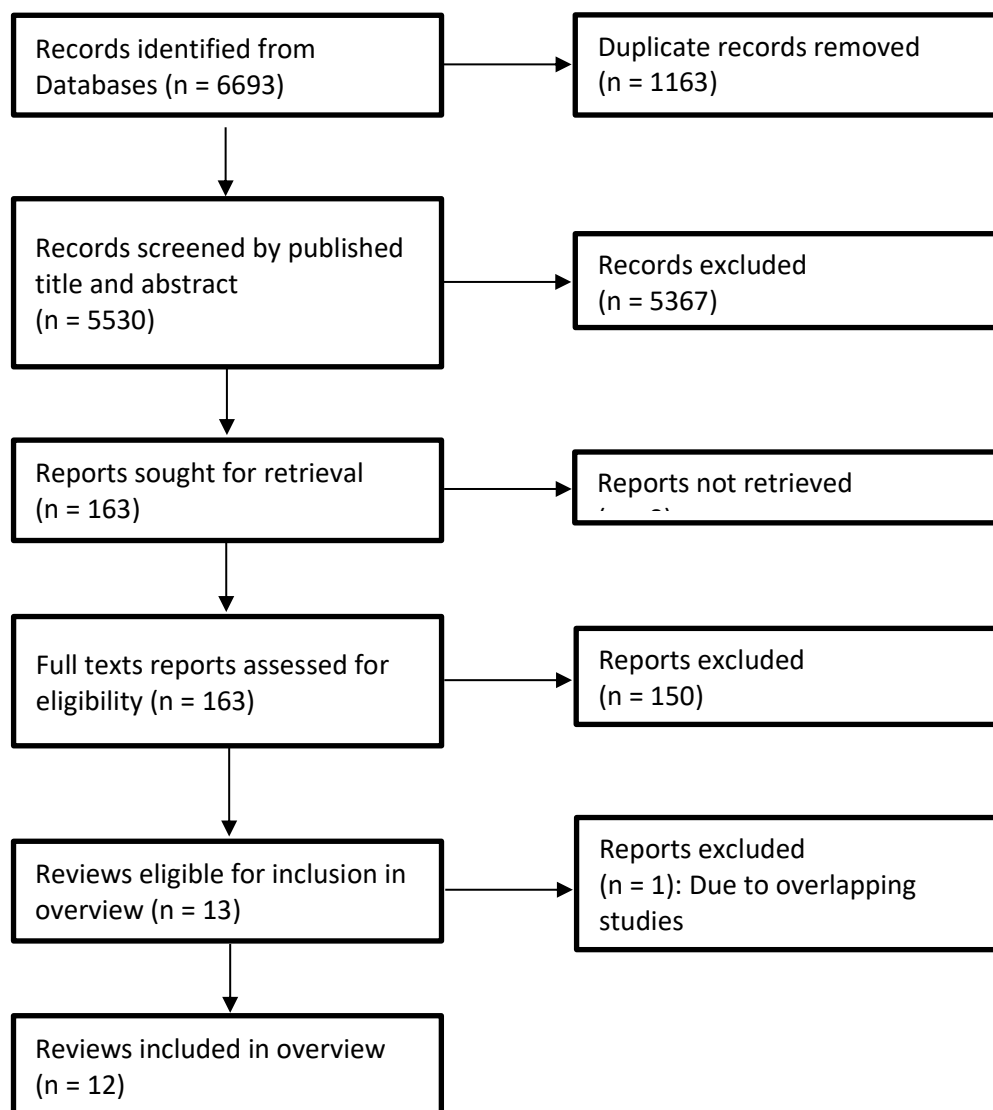 Records identified from
Databases (n = 6693)
Duplicate records removed
(n = 1163)
Records screened by published
title and abstract
(n = 5530)
Records excluded
(n = 5367)
Reports sought for retrieval
(n = 163)
Reports not retrieved
Full texts reports assessed for
eligibility (n = 163)
Reports excluded
(n = 150)
Reviews eligible for inclusion in
overview (n = 13)
Reports excluded
(n = 1): Due to overlapping
studies
Reviews included in overview
(n = 12)